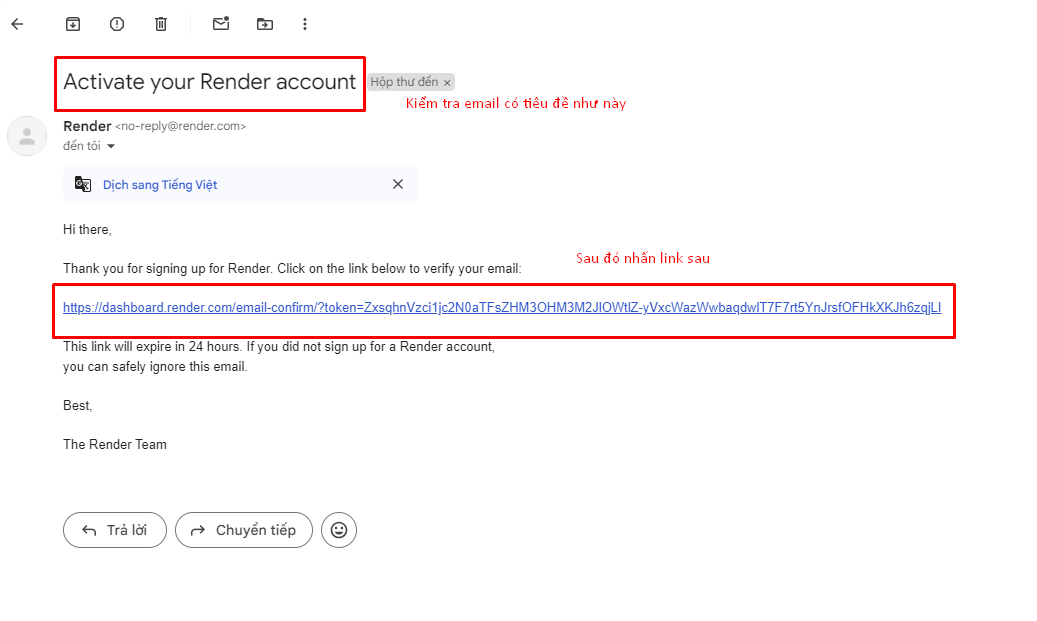 Activate your Render account
Hộp thư đến ×
Kiểm tra email có tiêu đề như này
Render <no-reply@render.com>
đến tôi
Dịch sang Tiếng Việt
Hi there,
Thank you for signing up for Render. Click on the link below to verify your email:
Sau đó nhấn link sau
https://dashboard.render.com/email-confirm/?token=ZxsqhnVzci1jc2N0aTFsZHM3OHM3M2JIOWtlZ-yVxcWazWwbaqdwIT7F7rt5YnJrsfOFHkXKJh6zqjLI
This link will expire in 24 hours. If you did not sign up for a Render account,
you can safely ignore this email.
Best,
The Render Team
Trả lời
Chuyển tiếp